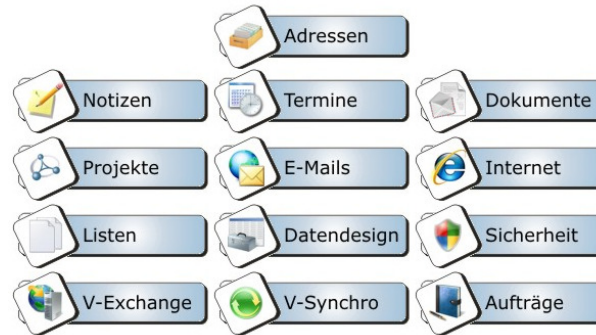 Adressen
Notizen
Termine
Dokumente
Projekte
E-Mails
Internet
Listen
Datendesign
Sicherheit
V-Exchange
V-Synchro
Aufträge